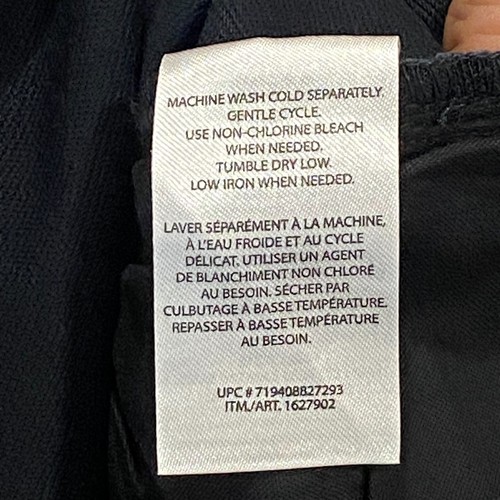 MACHINE WASH COLD SEPARATELY.
GENTLE CYCLE.
USE NON-CHLORINE BLEACH
WHEN NEEDED.
TUMBLE DRY LOW.
LOW IRON WHEN NEEDED.
LAVER SÉPARÉMENT À LA MACHINE,
À L'EAU FROIDE ET AU CYCLE
DÉLICAT. UTILISER UN AGENT
DE BLANCHIMENT NON CHLORÉ
AU BESOIN. SÉCHER PAR
CULBUTAGE À BASSE TEMPÉRATURE.
REPASSER À BASSE TEMPÉRATURE
AU BESOIN.
UPC # 719408827293
ITM./ART. 1627902